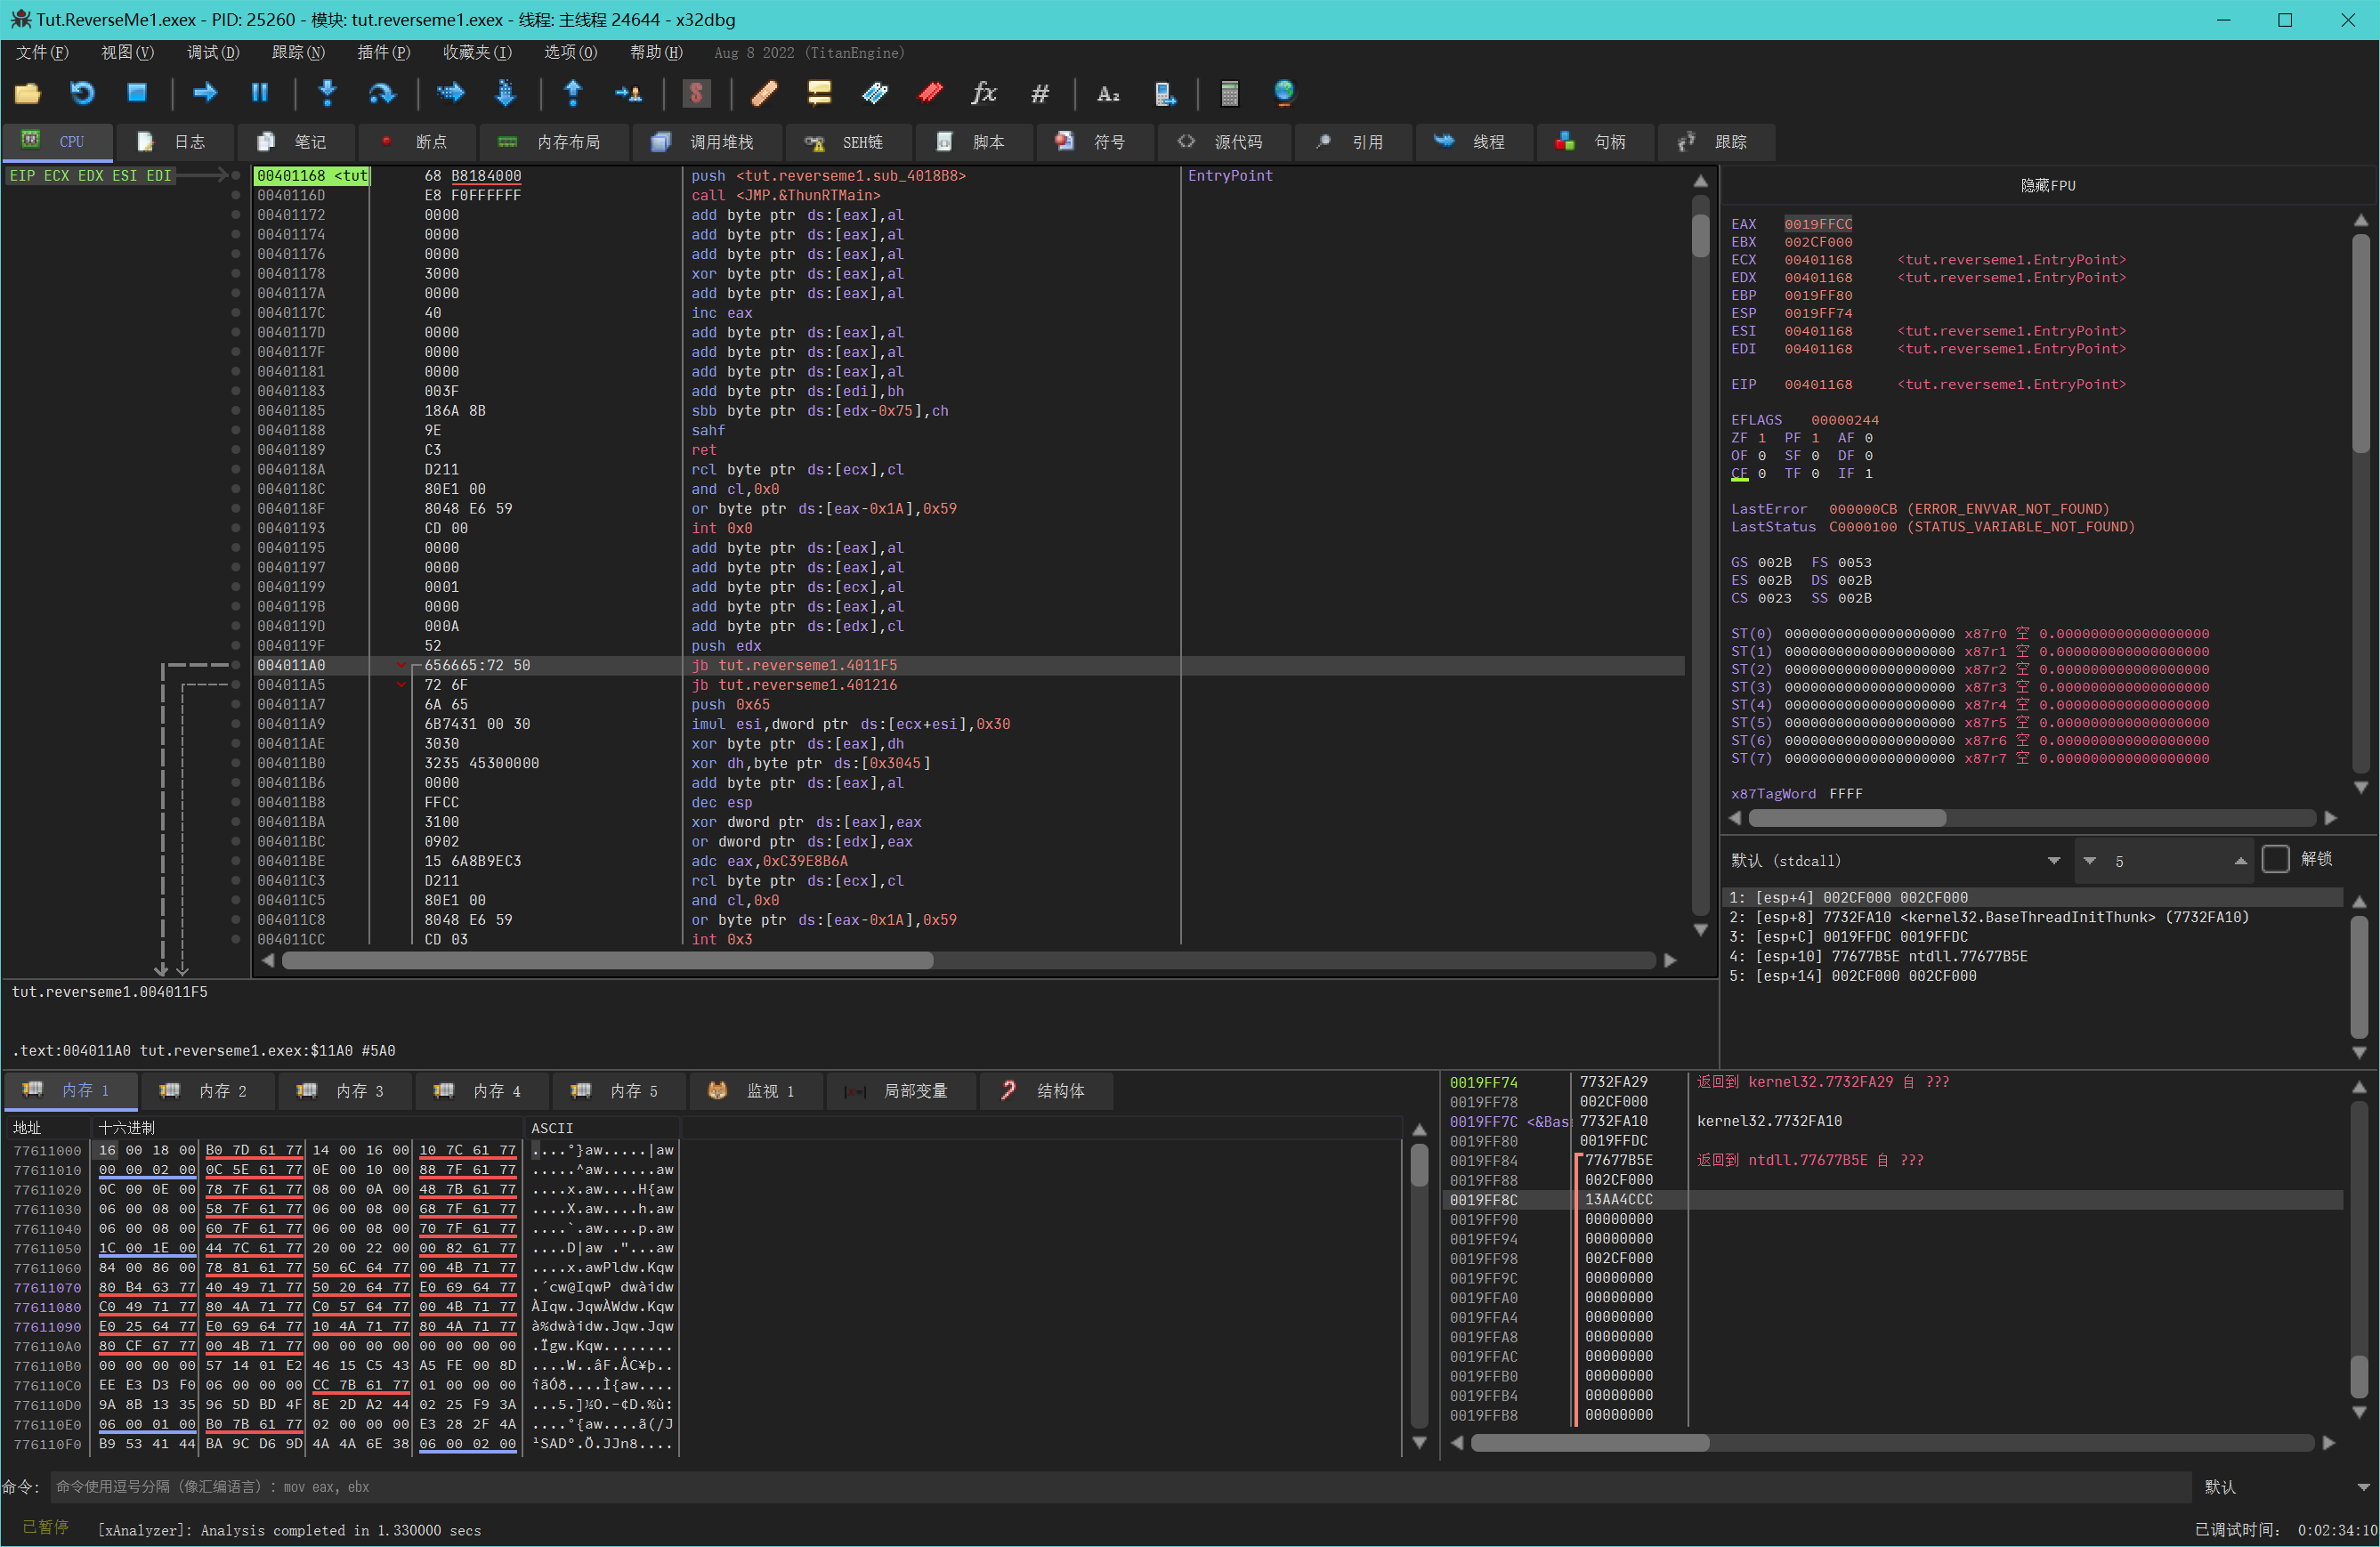 Tut.ReverseMe1.exex - PID: 25260 - 模块: tut.reverseme1.exex - 线程: 主线程 24644 - x32dbg
文件(F) 视图(V) 调试(D) 跟踪(N) 插件(P) 收藏夹(I) 选项(O) 帮助(H) Aug 8 2022 (TitanEngine)
CPU 日志 笔记 断点 内存布局 调用堆栈 SEH链 脚本 符号 源代码 引用 线程 句柄 跟踪
EIP ECX EDX ESI EDI
00401168 <tut 68 B8184000 push <tut.reverseme1.sub_4018B8> EntryPoint
0040116D E8 F0FFFFFF call <JMP.&ThunRTMain>
00401172 0000 add byte ptr ds:[eax],al
00401174 0000 add byte ptr ds:[eax],al
00401176 0000 add byte ptr ds:[eax],al
00401178 3000 xor byte ptr ds:[eax],al
0040117A 0000 add byte ptr ds:[eax],al
0040117C 40 inc eax
0040117D 0000 add byte ptr ds:[eax],al
0040117F 0000 add byte ptr ds:[eax],al
00401181 0000 add byte ptr ds:[eax],al
00401183 003F add byte ptr ds:[edi],bh
00401185 186A 8B sbb byte ptr ds:[edx-0x75],ch
00401188 9E sahf
00401189 C3 ret
0040118A D211 rcl byte ptr ds:[ecx],cl
0040118C 80E1 00 and cl,0x0
0040118F 8048 E6 59 or byte ptr ds:[eax-0x1A],0x59
00401193 CD 00 int 0x0
00401195 0000 add byte ptr ds:[eax],al
00401197 0000 add byte ptr ds:[eax],al
00401199 0001 add byte ptr ds:[ecx],al
0040119B 0000 add byte ptr ds:[eax],al
0040119D 000A add byte ptr ds:[edx],cl
0040119F 52 push edx
004011A0 656665:72 50 jb tut.reverseme1.4011F5
004011A5 72 6F jb tut.reverseme1.401216
004011A7 6A 65 push 0x65
004011A9 6B7431 00 30 imul esi,dword ptr ds:[ecx+esi],0x30
004011AE 3030 xor byte ptr ds:[eax],dh
004011B0 3235 45300000 xor dh,byte ptr ds:[0x3045]
004011B6 0000 add byte ptr ds:[eax],al
004011B8 FFCC dec esp
004011BA 3100 xor dword ptr ds:[eax],eax
004011BC 0902 or dword ptr ds:[edx],eax
004011BE 15 6A8B9EC3 adc eax,0xC39E8B6A
004011C3 D211 rcl byte ptr ds:[ecx],cl
004011C5 80E1 00 and cl,0x0
004011C8 8048 E6 59 or byte ptr ds:[eax-0x1A],0x59
004011CC CD 03 int 0x3
tut.reverseme1.004011F5
.text:004011A0 tut.reverseme1.exex:$11A0 #5A0
隐藏FPU
EAX 0019FFCC
EBX 002CF000
ECX 00401168 <tut.reverseme1.EntryPoint>
EDX 00401168 <tut.reverseme1.EntryPoint>
EBP 0019FF80
ESP 0019FF74
ESI 00401168 <tut.reverseme1.EntryPoint>
EDI 00401168 <tut.reverseme1.EntryPoint>
EIP 00401168 <tut.reverseme1.EntryPoint>
EFLAGS 00000244
ZF 1 PF 1 AF 0
OF 0 SF 0 DF 0
CF 0 TF 0 IF 1
LastError 000000CB (ERROR_ENVVAR_NOT_FOUND)
LastStatus C0000100 (STATUS_VARIABLE_NOT_FOUND)
GS 002B FS 0053
ES 002B DS 002B
CS 0023 SS 002B
ST(0) 00000000000000000000 x87r0 空 0.000000000000000000
ST(1) 00000000000000000000 x87r1 空 0.000000000000000000
ST(2) 00000000000000000000 x87r2 空 0.000000000000000000
ST(3) 00000000000000000000 x87r3 空 0.000000000000000000
ST(4) 00000000000000000000 x87r4 空 0.000000000000000000
ST(5) 00000000000000000000 x87r5 空 0.000000000000000000
ST(6) 00000000000000000000 x87r6 空 0.000000000000000000
ST(7) 00000000000000000000 x87r7 空 0.000000000000000000
x87TagWord FFFF
默认 (stdcall) 5 解锁
1: [esp+4] 002CF000 002CF000
2: [esp+8] 7732FA10 <kernel32.BaseThreadInitThunk> (7732FA10)
3: [esp+C] 0019FFDC 0019FFDC
4: [esp+10] 77677B5E ntdll.77677B5E
5: [esp+14] 002CF000 002CF000
内存 1 内存 2 内存 3 内存 4 内存 5 监视 1 局部变量 结构体
地址 十六进制 ASCII
77611000 16 00 18 00 B0 7D 61 77 14 00 16 00 10 7C 61 77 ....°}aw.....|aw
77611010 00 00 02 00 0C 5E 61 77 0E 00 10 00 88 7F 61 77 .....^aw......aw
77611020 0C 00 0E 00 78 7F 61 77 08 00 0A 00 48 7B 61 77 ....x.aw....H{aw
77611030 06 00 08 00 58 7F 61 77 06 00 08 00 68 7F 61 77 ....X.aw....h.aw
77611040 06 00 08 00 60 7F 61 77 06 00 08 00 70 7F 61 77 ....`.aw....p.aw
77611050 1C 00 1E 00 44 7C 61 77 20 00 22 00 00 82 61 77 ....D|aw ."...aw
77611060 84 00 86 00 78 81 61 77 50 6C 64 77 00 4B 71 77 ....x.awPldw.Kqw
77611070 80 B4 63 77 40 49 71 77 50 20 64 77 E0 69 64 77 .´cw@IqwP dwàidw
77611080 C0 49 71 77 80 4A 71 77 C0 57 64 77 00 4B 71 77 ÀIqw.JqwÀWdw.Kqw
77611090 E0 25 64 77 E0 69 64 77 10 4A 71 77 80 4A 71 77 à%dwàidw.Jqw.Jqw
776110A0 80 CF 67 77 00 4B 71 77 00 00 00 00 00 00 00 00 .Ïgw.Kqw........
776110B0 00 00 00 00 57 14 01 E2 46 15 C5 43 A5 FE 00 8D ....W..âF.ÅC¥þ..
776110C0 EE E3 D3 F0 06 00 00 00 CC 7B 61 77 01 00 00 00 îãÓð....Ì{aw....
776110D0 9A 8B 13 35 96 5D BD 4F 8E 2D A2 44 02 25 F9 3A ...5.]½O.-¢D.%ù:
776110E0 06 00 01 00 B0 7B 61 77 02 00 00 00 E3 28 2F 4A ....°{aw....ã(/J
776110F0 B9 53 41 44 BA 9C D6 9D 4A 4A 6E 38 06 00 02 00 ¹SADº.Ö.JJn8....
0019FF74 7732FA29 返回到 kernel32.7732FA29 自 ???
0019FF78 002CF000
0019FF7C <&Bas 7732FA10 kernel32.7732FA10
0019FF80 0019FFDC
0019FF84 77677B5E 返回到 ntdll.77677B5E 自 ???
0019FF88 002CF000
0019FF8C 13AA4CCC
0019FF90 00000000
0019FF94 00000000
0019FF98 002CF000
0019FF9C 00000000
0019FFA0 00000000
0019FFA4 00000000
0019FFA8 00000000
0019FFAC 00000000
0019FFB0 00000000
0019FFB4 00000000
0019FFB8 00000000
命令: 命令使用逗号分隔（像汇编语言）: mov eax, ebx 默认
已暂停 [xAnalyzer]: Analysis completed in 1.330000 secs 已调试时间: 0:02:34:10